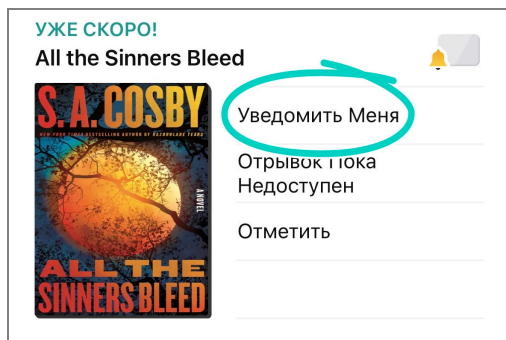 УЖЕ СКОРО!
All the Sinners Bleed
S. A. COSBY
NEW YORK TIMES BESTSELLING AUTHOR OF RAZORBLADE TEARS
A NOVEL
ALL THE
SINNERS BLEED
Уведомить Меня
Отрывок Пока
Недоступен
Отметить